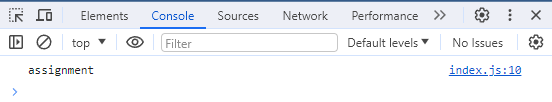 Elements Console Sources Network Performance
top Filter Default levels No Issues
assignment index.js:10